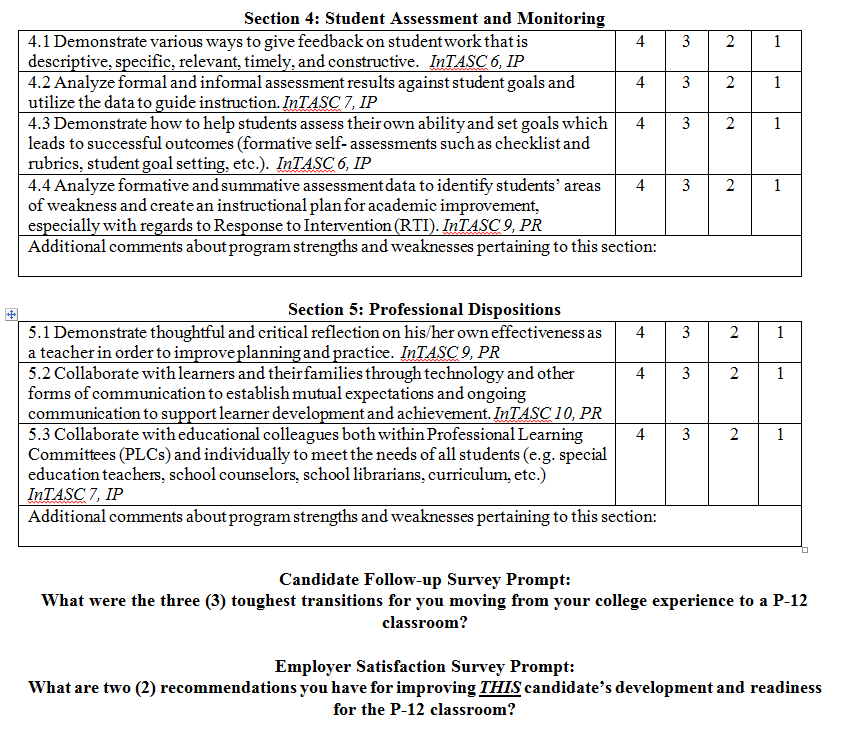 Section 4: Student Assessment and Monitoring
4.1 Demonstrate various ways to give feedback on student work that is 4 3 2 1
descriptive, specific, relevant, timely, and constructive. InTASC 6, IP
4.2 Analyze formal and informal assessment results against student goals and 4 3 2 1
utilize the data to guide instruction. InTASC 7, IP
4.3 Demonstrate how to help students assess their own ability and set goals which 4 3 2 1
leads to successful outcomes (formative self- assessments such as checklist and
rubrics, student goal setting, etc.). InTASC 6, IP
4.4 Analyze formative and summative assessment data to identify students’ areas 4 3 2 1
of weakness and create an instructional plan for academic improvement,
especially with regards to Response to Intervention (RTI). InTASC 9, PR
Additional comments about program strengths and weaknesses pertaining to this section:
Section 5: Professional Dispositions
5.1 Demonstrate thoughtful and critical reflection on his/her own effectiveness as 4 3 2 1
a teacher in order to improve planning and practice. InTASC 9, PR
5.2 Collaborate with learners and their families through technology and other 4 3 2 1
forms of communication to establish mutual expectations and ongoing
communication to support learner development and achievement. InTASC 10, PR
5.3 Collaborate with educational colleagues both within Professional Learning 4 3 2 1
Committees (PLCs) and individually to meet the needs of all students (e.g. special
education teachers, school counselors, school librarians, curriculum, etc.)
InTASC 7, IP
Additional comments about program strengths and weaknesses pertaining to this section:
Candidate Follow-up Survey Prompt:
What were the three (3) toughest transitions for you moving from your college experience to a P-12
classroom?
Employer Satisfaction Survey Prompt:
What are two (2) recommendations you have for improving THIS candidate’s development and readiness
for the P-12 classroom?